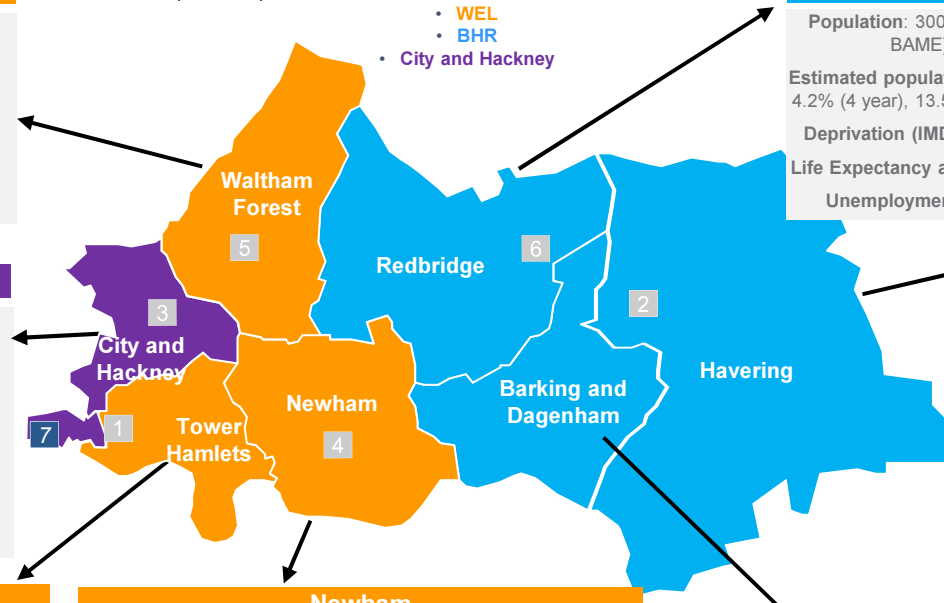 • WEL
• BHR
• City and Hackney
Population: 300
BAME
Estimated populat
4.2% (4 year), 13.5
Deprivation (IMD
Life Expectancy a
Unemploymen
Waltham
Forest
5
Redbridge
6
3
2
City and
Hackney
Havering
Newham
Barking and
Dagenham
7
1
Tower
Hamlets
4
Newham